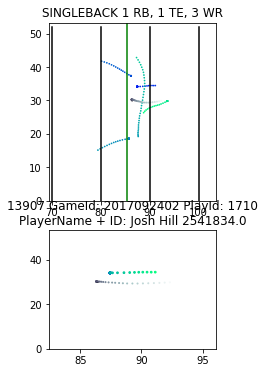 SINGLEBACK 1 RB, 1 TE, 3 WR
50
40
30
20
10
0
70 80 90 100
13907 GameId: 2017092402 PlayId: 1710
PlayerName + ID: Josh Hill 2541834.0
40
20
0
85 90 95